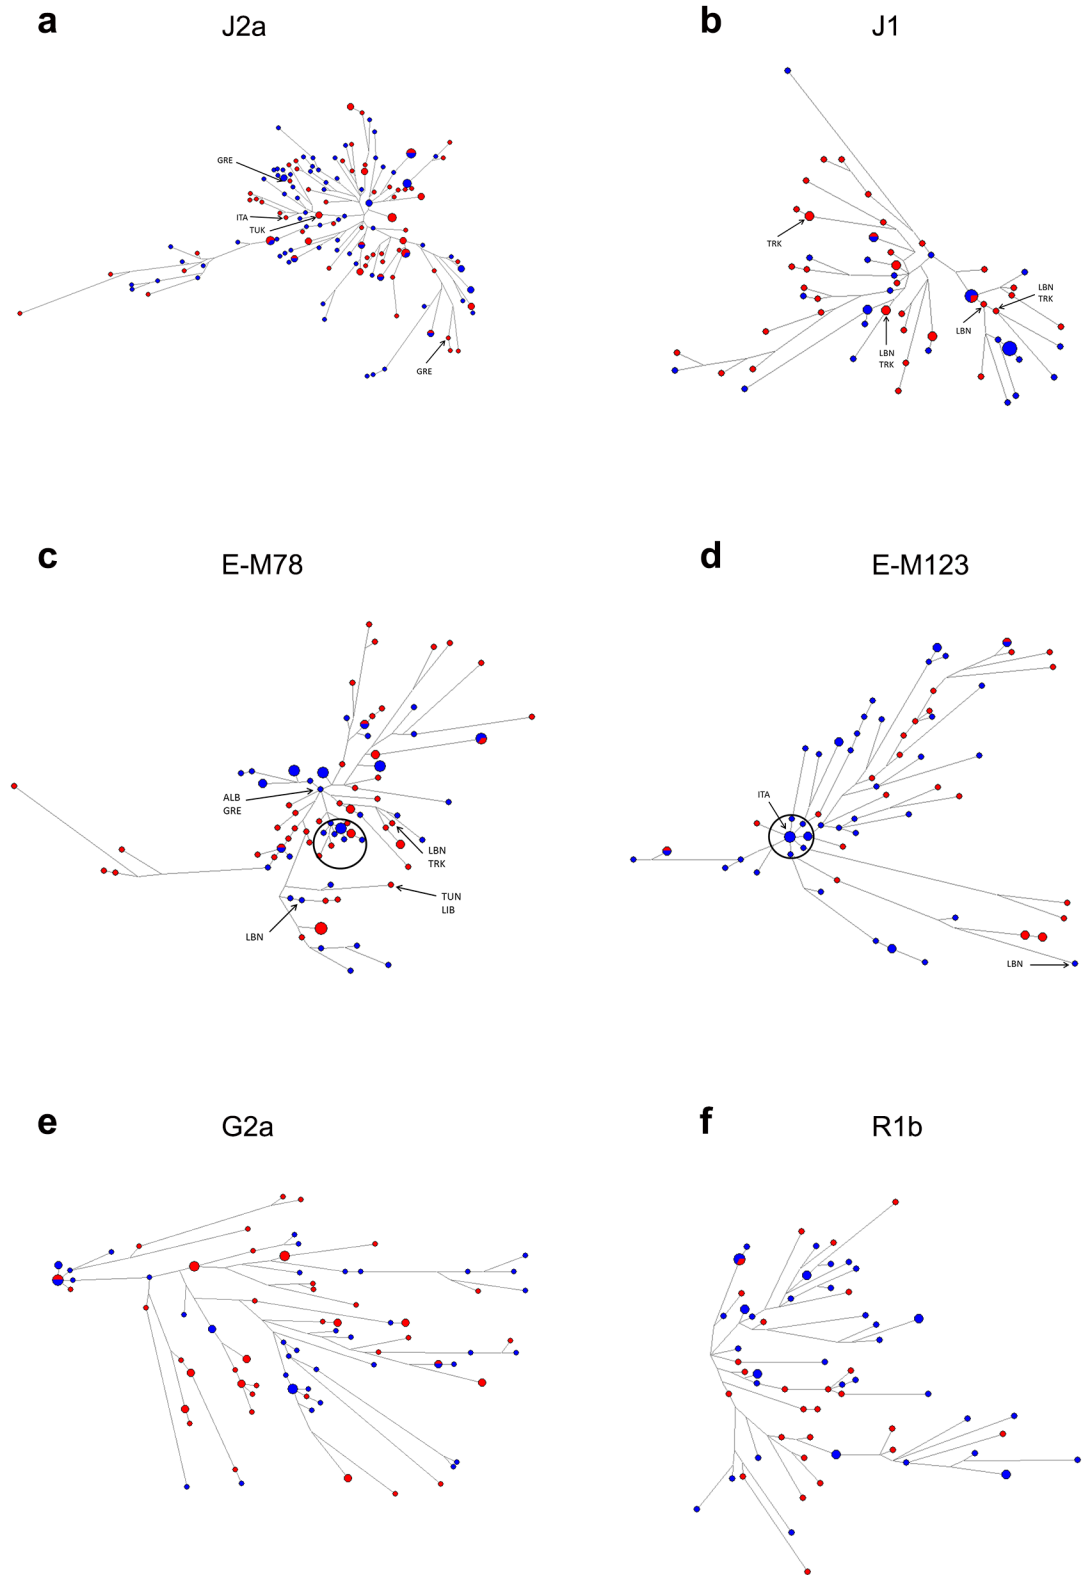 a J2a
GRE
ITA
TUK
GRE
b J1
TRK
LBN
TRK
LBN
LBN
TRK
c E-M78
ALB
GRE
LBN
TRK
TUN
LIB
LBN
d E-M123
ITA
LBN
e G2a
f R1b